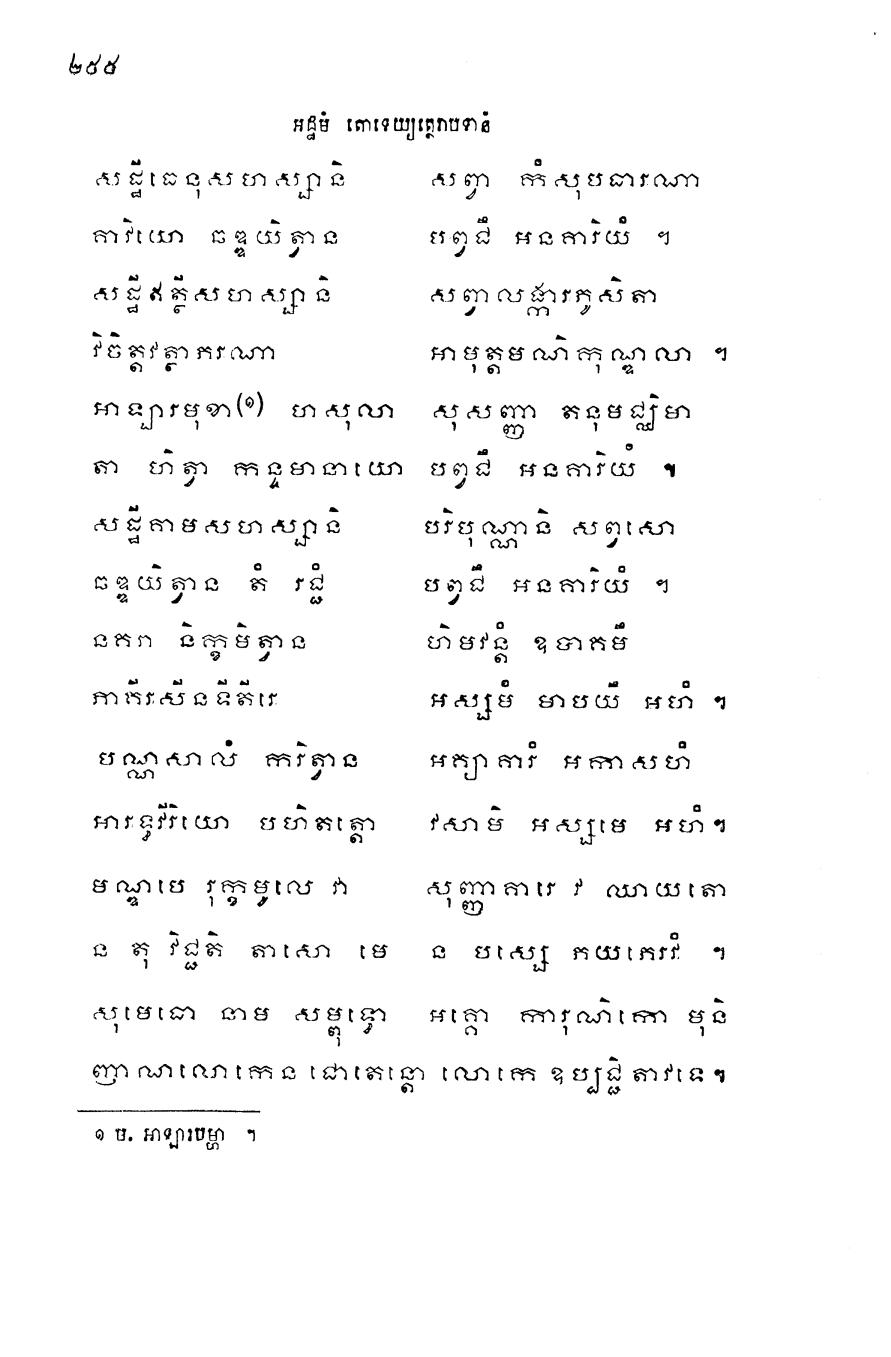 ២៥៥
អដ្ឋមំ តោទេយ្យត្ថេរាបទានំ
សដ្ឋីធេនុសហស្សានិ សព្វា កំសុបធារណា
តាវិយោ ឆឌ្ឌយិត្វាន បព្វជឹ អនគារិយំ ។
សដ្ឋីឥត្ថីសហស្សានិ សព្វាលង្ការភូសិតា
វិចិត្តវត្ថាភរណា អាមុត្តមណិកុណ្ឌលា ។
អាឡារមុខា(១) ហសុលា សុសញ្ញា តនុមជ្ឈិមា
តា ហិត្វា កន្ទមានាយោ បព្វជឹ អនគារិយំ ។
សដ្ឋីគាមសហស្សានិ បរិបុណ្ណានិ សព្វសោ
ឆឌ្ឌយិត្វាន តំ រជ្ជំ បព្វជឹ អនគារិយំ ។
នគរា និក្ខមិត្វាន ហិមវន្តំ ឧបាគមឹ
ភាគីរសីនទីតីរេ អស្សមំ មាបយឹ អហំ ។
បណ្ណសាលំ ករិត្វាន អគ្យាគារំ អកាសហំ
អារទ្ធវីរិយោ បហិតត្តោ វសាមិ អស្សមេ អហំ។
មណ្ឌបេ រុក្ខមូលេ វា សុញ្ញាគារេ វ ឈាយតោ
ន តុ វិជ្ជតិ តាសោ មេ ន បស្សេ ភយភេរវំ ។
សុមេធោ នាម សម្ពុទ្ធោ អគ្គោ ការុណិកោ មុនិ
ញាណាលោកេន ជោតេន្តោ លោកេ ឧប្បជ្ជិ តាវទេ។
១ ម. អាឡារបម្ហា ។